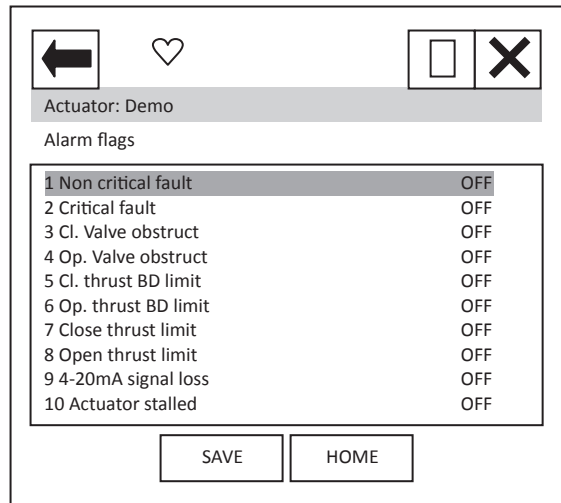 Actuator: Demo
Alarm flags
1 Non critical fault OFF
2 Critical fault OFF
3 Cl. Valve obstruct OFF
4 Op. Valve obstruct OFF
5 Cl. thrust BD limit OFF
6 Op. thrust BD limit OFF
7 Close thrust limit OFF
8 Open thrust limit OFF
9 4-20mA signal loss OFF
10 Actuator stalled OFF
SAVE HOME